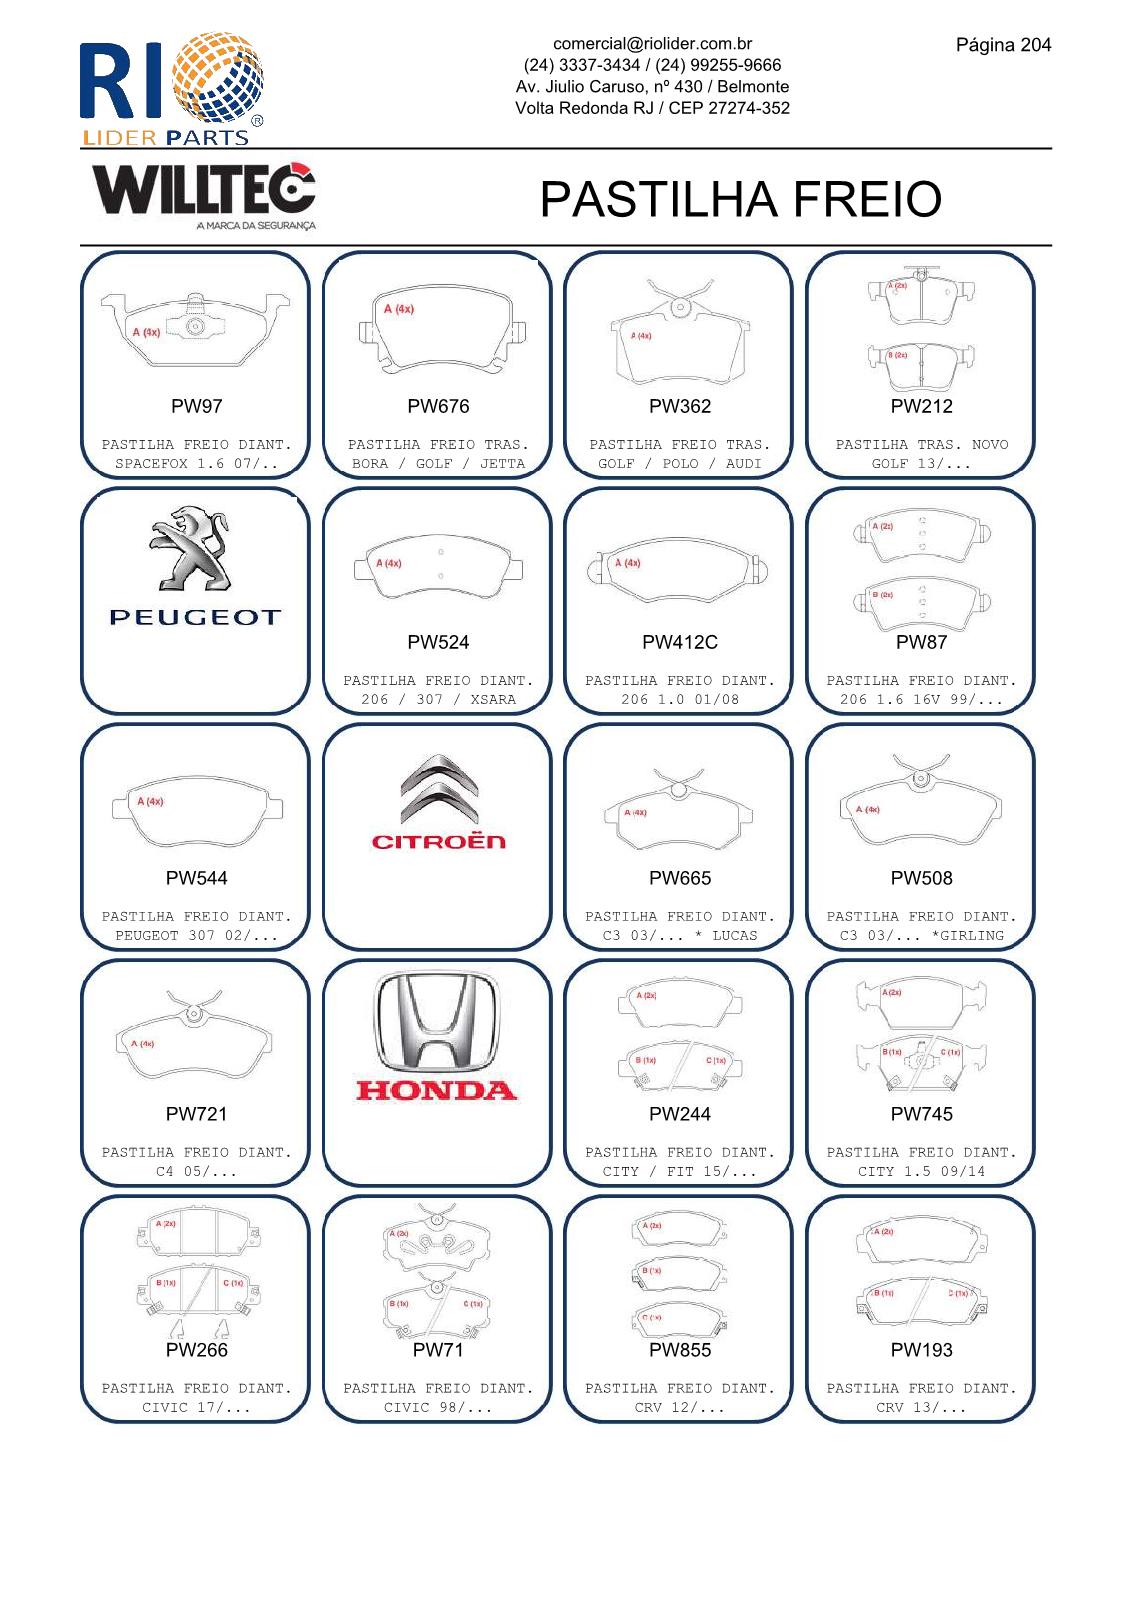 RIO
LIDER PARTS
®
comercial@riolider.com.br
(24) 3337-3434 / (24) 99255-9666
Av. Jiulio Caruso, nº 430 / Belmonte
Volta Redonda RJ / CEP 27274-352
Página 204
WILLTEC
A MARCA DA SEGURANÇA
PASTILHA FREIO
A (4x)
PW97
PASTILHA FREIO DIANT.
SPACEFOX 1.6 07/..
A (4x)
PW676
PASTILHA FREIO TRAS.
BORA / GOLF / JETTA
A (4x)
PW362
PASTILHA FREIO TRAS.
GOLF / POLO / AUDI
A (2x)
B (2x)
PW212
PASTILHA TRAS. NOVO
GOLF 13/...
PEUGEOT
A (4x)
PW524
PASTILHA FREIO DIANT.
206 / 307 / XSARA
A (4x)
PW412C
PASTILHA FREIO DIANT.
206 1.0 01/08
A (2x)
B (2x)
PW87
PASTILHA FREIO DIANT.
206 1.6 16V 99/...
A (4x)
PW544
PASTILHA FREIO DIANT.
PEUGEOT 307 02/...
CITROËN
A (4x)
PW665
PASTILHA FREIO DIANT.
C3 03/... * LUCAS
A (4x)
PW508
PASTILHA FREIO DIANT.
C3 03/... *GIRLING
A (4x)
PW721
PASTILHA FREIO DIANT.
C4 05/...
HONDA
A (2x)
B (1x) C (1x)
PW244
PASTILHA FREIO DIANT.
CITY / FIT 15/...
A (2x)
B (1x) C (1x)
PW745
PASTILHA FREIO DIANT.
CITY 1.5 09/14
A (2x)
B (1x) C (1x)
PW266
PASTILHA FREIO DIANT.
CIVIC 17/...
A (2x)
B (1x) C (1x)
PW71
PASTILHA FREIO DIANT.
CIVIC 98/...
A (2x)
B (1x)
C (1x)
PW855
PASTILHA FREIO DIANT.
CRV 12/...
A (2x)
B (1x) C (1x)
PW193
PASTILHA FREIO DIANT.
CRV 13/...